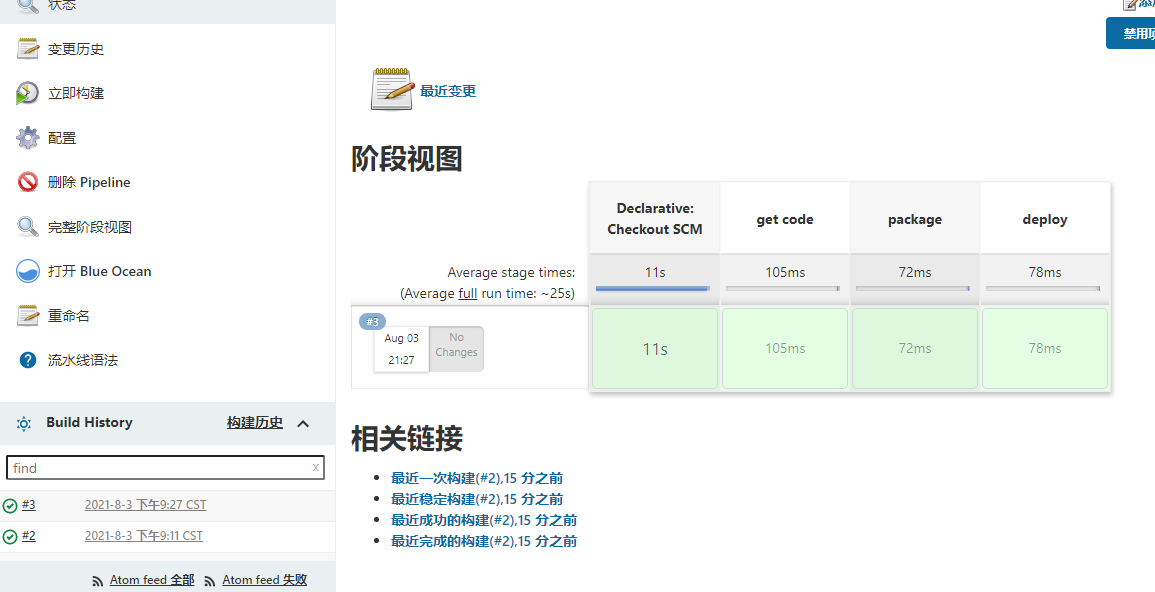 状态
变更历史
立即构建
配置
删除 Pipeline
完整阶段视图
打开 Blue Ocean
重命名
流水线语法
Build History 构建历史
find x
#3 2021-8-3 下午9:27 CST
#2 2021-8-3 下午9:11 CST
Atom feed 全部 Atom feed 失败
禁用项
最近变更
阶段视图
Declarative: Checkout SCM
get code
package
deploy
Average stage times:
(Average full run time: ~25s)
11s 105ms 72ms 78ms
#3
Aug 03
21:27
No
Changes
11s 105ms 72ms 78ms
相关链接
最近一次构建(#2),15 分之前
最近稳定构建(#2),15 分之前
最近成功的构建(#2),15 分之前
最近完成的构建(#2),15 分之前